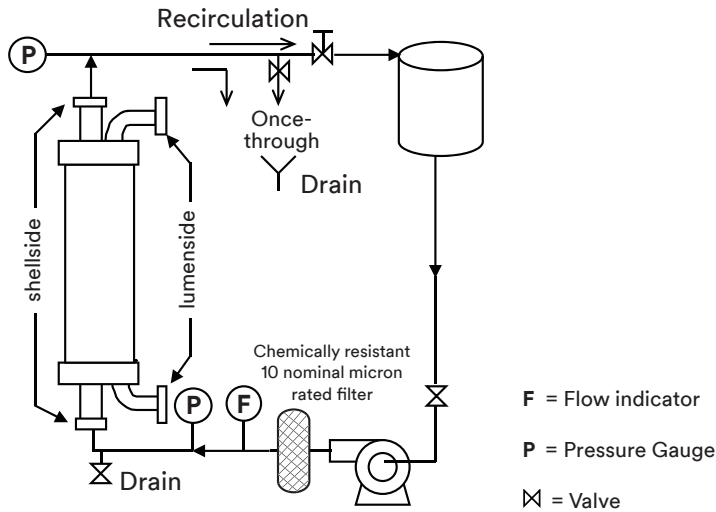 Recirculation
P
Once-
through
Drain
shellside
lumenside
Chemically resistant
10 nominal micron
rated filter
P
F
Drain
F = Flow indicator
P = Pressure Gauge
= Valve